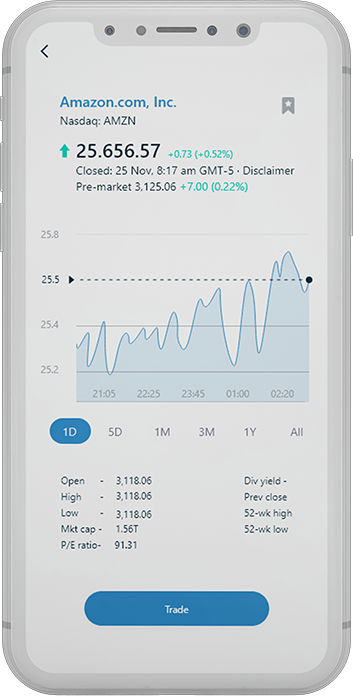 Amazon.com, Inc.
Nasdaq: AMZN
25.656.57 +0.73 (+0.52%)
Closed: 25 Nov, 8:17 am GMT-5 · Disclaimer
Pre-market 3,125.06 +7.00 (0.22%)
25.8
25.5
25.4
25.2
21:05 22:25 23:45 01:00 02:20
1D 5D 1M 3M 1Y All
Open - 3,118.06 Div yield -
High - 3,118.06 Prev close
Low - 3,118.06 52-wk high
Mkt cap - 1.56T 52-wk low
P/E ratio- 91.31
Trade